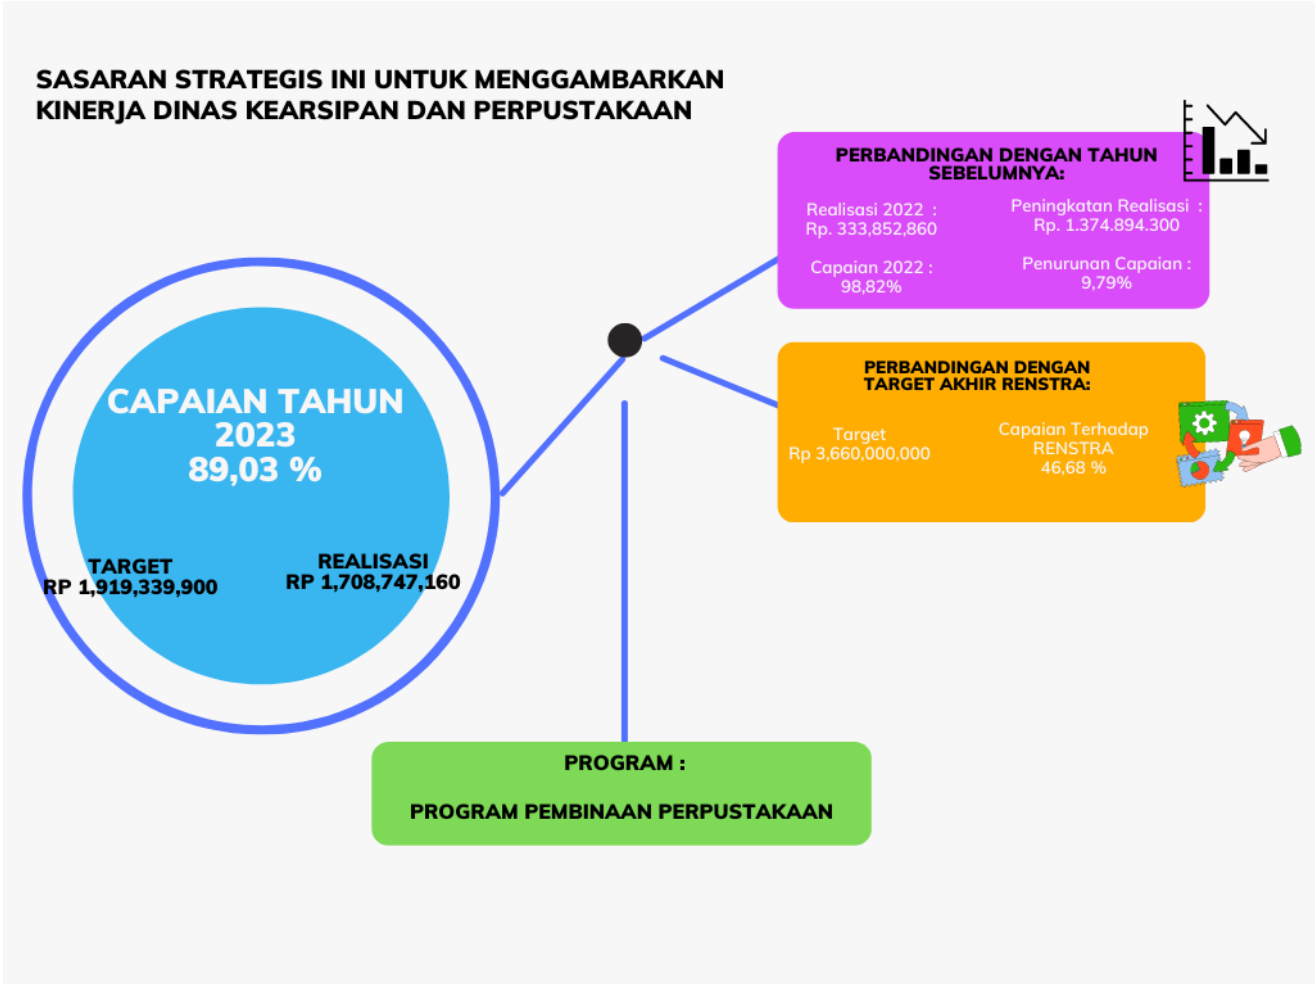 SASARAN STRATEGIS INI UNTUK MENGGAMBARKAN
KINERJA DINAS KEARSIPAN DAN PERPUSTAKAAN
CAPAIAN TAHUN
2023
89,03 %
TARGET
RP 1,919,339,900
REALISASI
RP 1,708,747,160
PERBANDINGAN DENGAN TAHUN
SEBELUMNYA:
Realisasi 2022 :
Rp. 333,852,860
Peningkatan Realisasi :
Rp. 1.374.894.300
Capaian 2022 :
98,82%
Penurunan Capaian :
9,79%
PERBANDINGAN DENGAN
TARGET AKHIR RENSTRA:
Target
Rp 3,660,000,000
Capaian Terhadap
RENSTRA
46,68 %
PROGRAM :
PROGRAM PEMBINAAN PERPUSTAKAAN